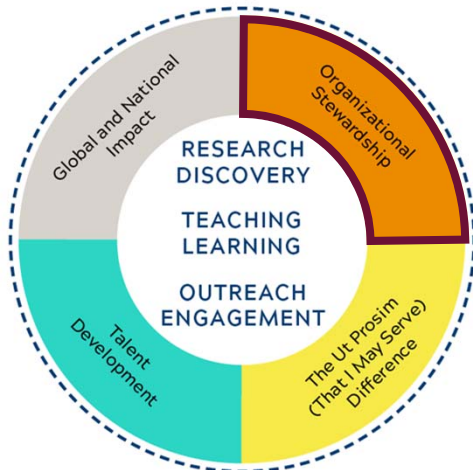 Global and National
Impact
Organizational
Stewardship
RESEARCH
DISCOVERY
TEACHING
LEARNING
OUTREACH
ENGAGEMENT
Talent
Development
The Ut Prosim
(That I May Serve)
Difference